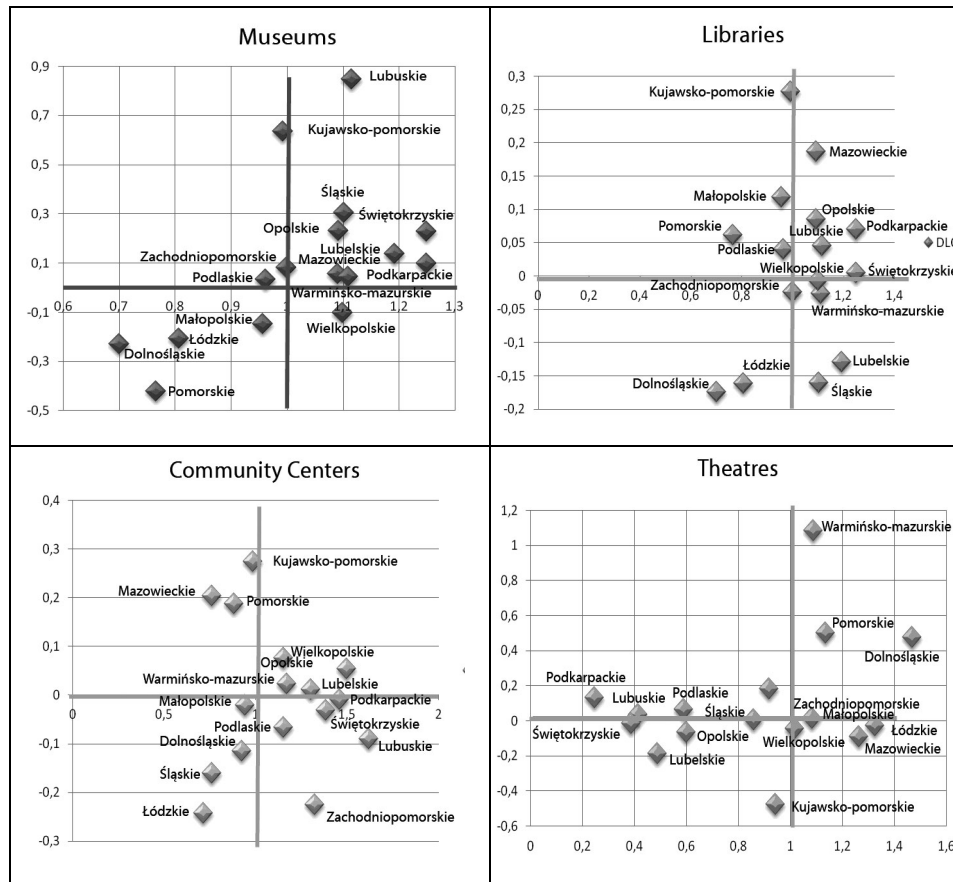 Museums
0,9
Lubuskie
0,7
Kujawsko-pomorskie
0,5
Śląskie
0,3
Świętokrzyskie
Opolskie
Lubelskie
Zachodniopomorskie
Mazowieckie
0,1
Podlaskie
Podkarpackie
0,6 0,7 0,8 0,9 1 1,1 1,2 1,3
Warmińsko-mazurskie
-0,1
Małopolskie
Wielkopolskie
Łódzkie
-0,3
Dolnośląskie
Pomorskie
-0,5
Libraries
0,3
Kujawsko-pomorskie
0,25
0,2
Mazowieckie
0,15
Małopolskie
0,1
Opolskie
Pomorskie
Lubuskie
Podkarpackie
0,05
Podlaskie
DLO
Wielkopolskie
Świętokrzyskie
0
0 0,2 0,4 0,6 0,8 1 1,2 1,4
Zachodniopomorskie
-0,05
Warmińsko-mazurskie
-0,1
Łódzkie
Lubelskie
-0,15
Dolnośląskie
Śląskie
-0,2
Community Centers
0,4
0,3
Kujawsko-pomorskie
0,2
Mazowieckie
Pomorskie
0,1
Wielkopolskie
Opolskie
Warmińsko-mazurskie
Lubelskie
0
Małopolskie
Podkarpackie
0 0,5 1 1,5 2
Podlaskie
Świętokrzyskie
-0,1
Dolnośląskie
Lubuskie
Śląskie
-0,2
Łódzkie
Zachodniopomorskie
-0,3
Theatres
1,2
Warmińsko-mazurskie
1
0,8
0,6
Pomorskie
0,4
Dolnośląskie
Podkarpackie
0,2
Lubuskie
Podlaskie
Zachodniopomorskie
Śląskie
Małopolskie
0
Świętokrzyskie
Opolskie
Wielkopolskie
Łódzkie
Mazowieckie
-0,2
Lubelskie
-0,4
Kujawsko-pomorskie
-0,6
0 0,2 0,4 0,6 0,8 1 1,2 1,4 1,6